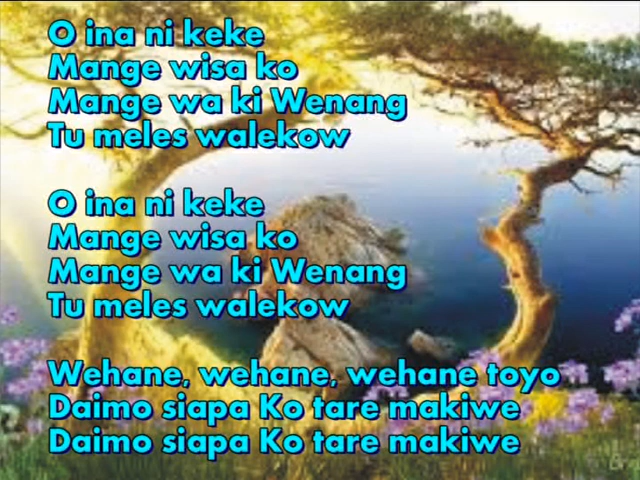 O ina ni keke
Mange wisa ko
Mange wa ki Wenang
Tu meles walekow
O ina ni keke
Mange wisa ko
Mange wa ki Wenang
Tu meles walekow
Wehane, wehane, wehane toyo
Daimo siapa Ko tare makiwe
Daimo siapa Ko tare makiwe